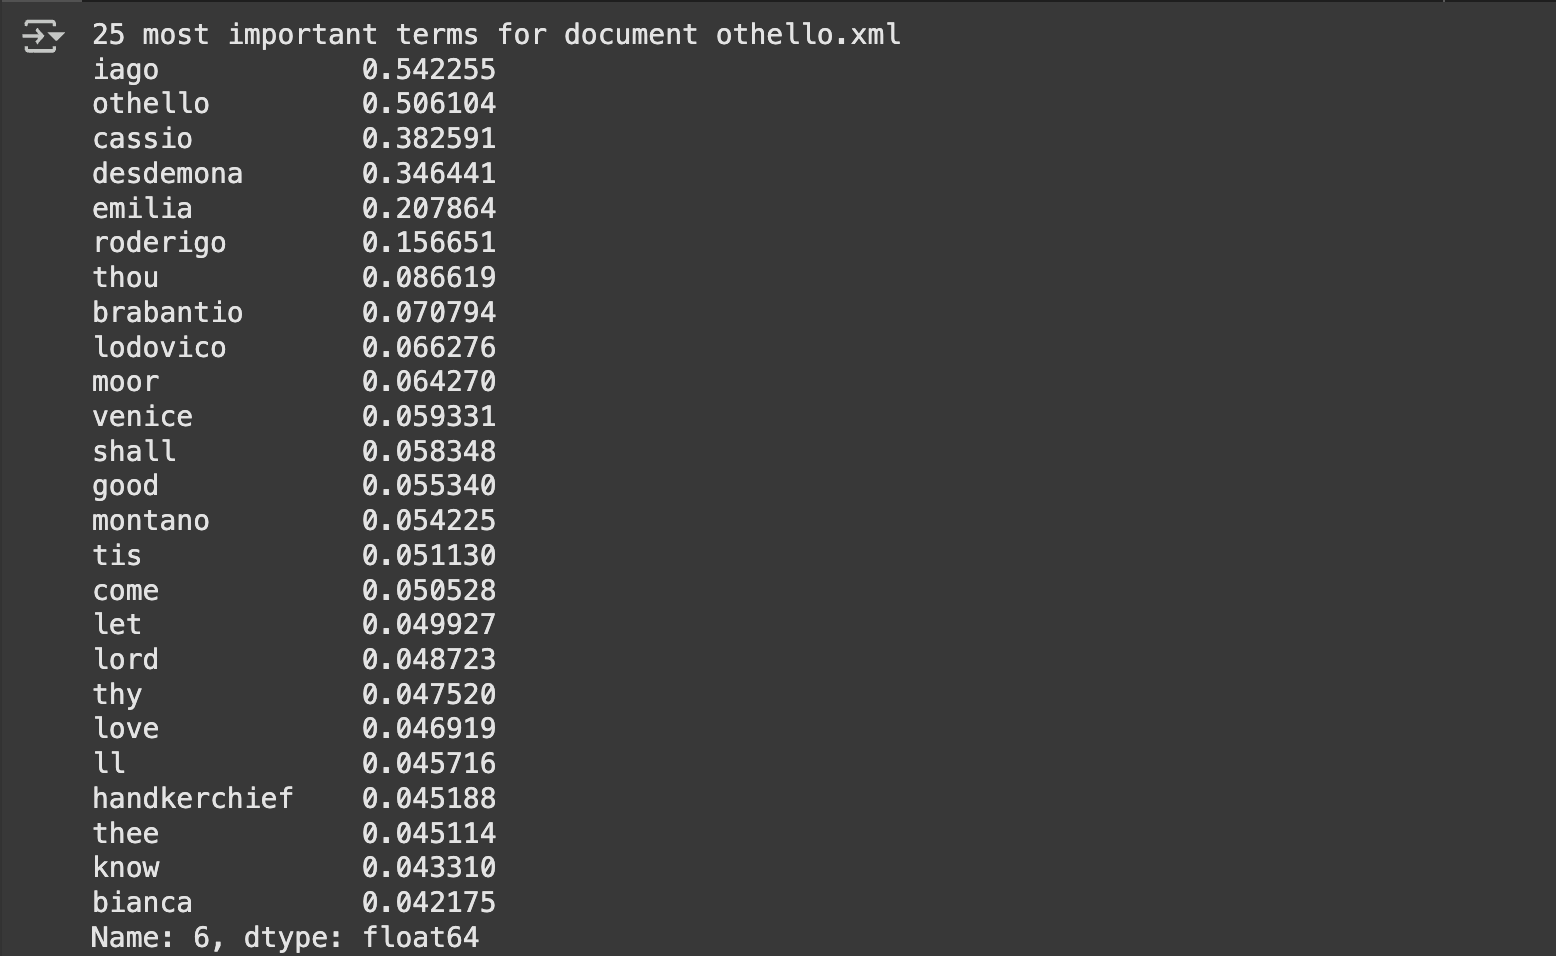 25 most important terms for document othello.xml
iago 0.542255
othello 0.506104
cassio 0.382591
desdemona 0.346441
emilia 0.207864
roderigo 0.156651
thou 0.086619
brabantio 0.070794
lodovico 0.066276
moor 0.064270
venice 0.059331
shall 0.058348
good 0.055340
montano 0.054225
tis 0.051130
come 0.050528
let 0.049927
lord 0.048723
thy 0.047520
love 0.046919
ll 0.045716
handkerchief 0.045188
thee 0.045114
know 0.043310
bianca 0.042175
Name: 6, dtype: float64